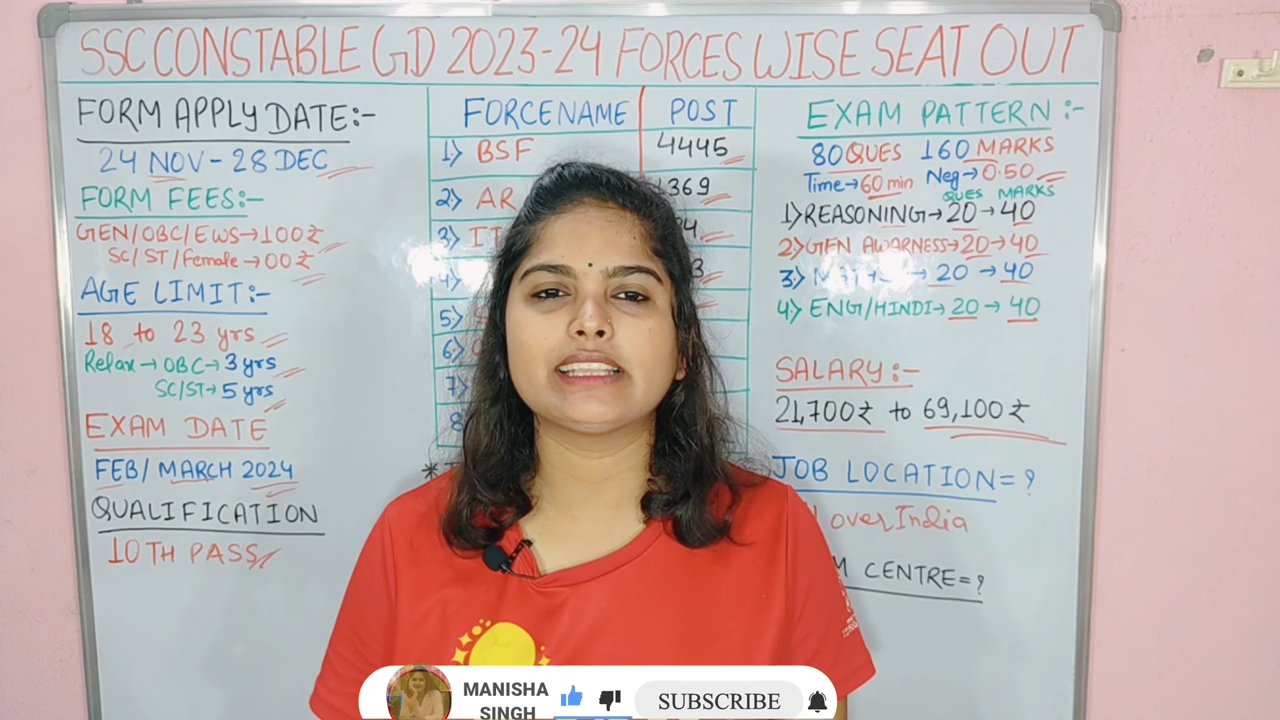 SSC CONSTABLE GD 2023-24 FORCES WISE SEAT OUT
FORM APPLY DATE:-
24 NOV - 28 DEC
FORM FEES:-
GEN/OBC/EWS→100₹
SC/ST/Female→00₹
AGE LIMIT:-
18 to 23 yrs
Relax→OBC→3 yrs
SC/ST→5 yrs
EXAM DATE
FEB/MARCH 2024
QUALIFICATION
10TH PASS
FORCENAME POST
1> BSF 4445
2> AR 369
3>
5>
6>
7>
8
EXAM PATTERN:-
80QUES 160 MARKS
Time→60 min Neg→0.50
QUES MARKS
1>REASONING→20→40
2>GEN AWARNESS→20→40
3> →20→40
4> ENG/HINDI→20→40
SALARY:-
21,700₹ to 69,100₹
JOB LOCATION=?
over India
CENTRE=?
MANISHA
SINGH
SUBSCRIBE